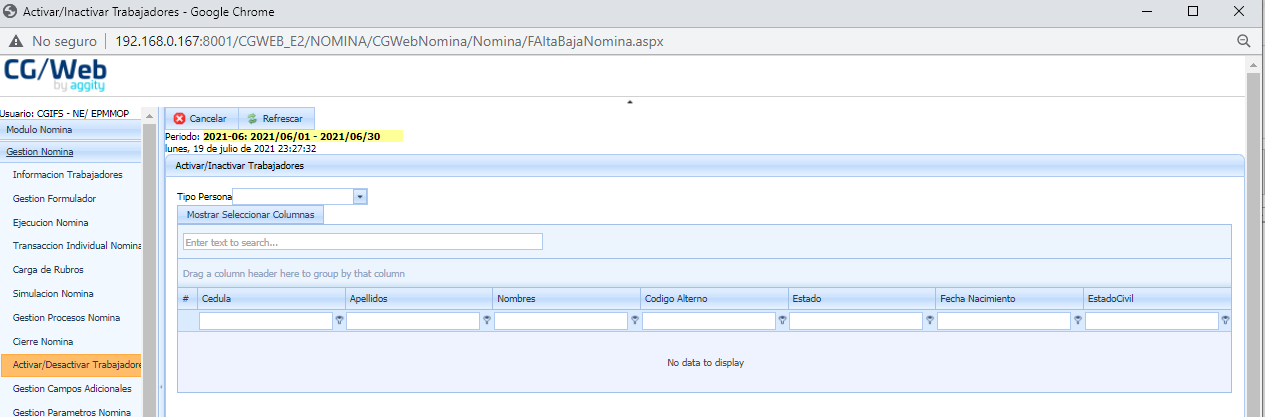 Activar/Inactivar Trabajadores - Google Chrome
No seguro | 192.168.0.167:8001/CGWEB_E2/NOMINA/CGWebNomina/Nomina/FAltaBajaNomina.aspx
CG/Web
by aggity
Usuario: CGIF5 - NE/ EPMMOP
Modulo Nomina
Gestion Nomina
Informacion Trabajadores
Gestion Formulador
Ejecucion Nomina
Transaccion Individual Nomina
Carga de Rubros
Simulacion Nomina
Gestion Procesos Nomina
Cierre Nomina
Activar/Desactivar Trabajadore
Gestion Campos Adicionales
Gestion Parametros Nomina
Cancelar Refrescar
Periodo: 2021-06: 2021/06/01 - 2021/06/30
lunes, 19 de julio de 2021 23:27:32
Activar/Inactivar Trabajadores
Tipo Persona
Mostrar Seleccionar Columnas
Enter text to search...
Drag a column header here to group by that column
# Cedula Apellidos Nombres Codigo Alterno Estado Fecha Nacimiento EstadoCivil
No data to display